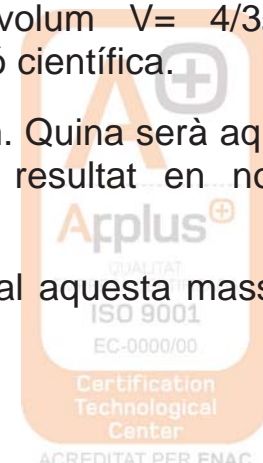 volum V= 4/3
ó científica.
n. Quina serà aq
resultat en no
al aquesta mass
A+
Applus⊕
QUALITAT
ISO 9001
EC-0000/00
Certification
Technological
Center
ACREDITAT PER ENAC